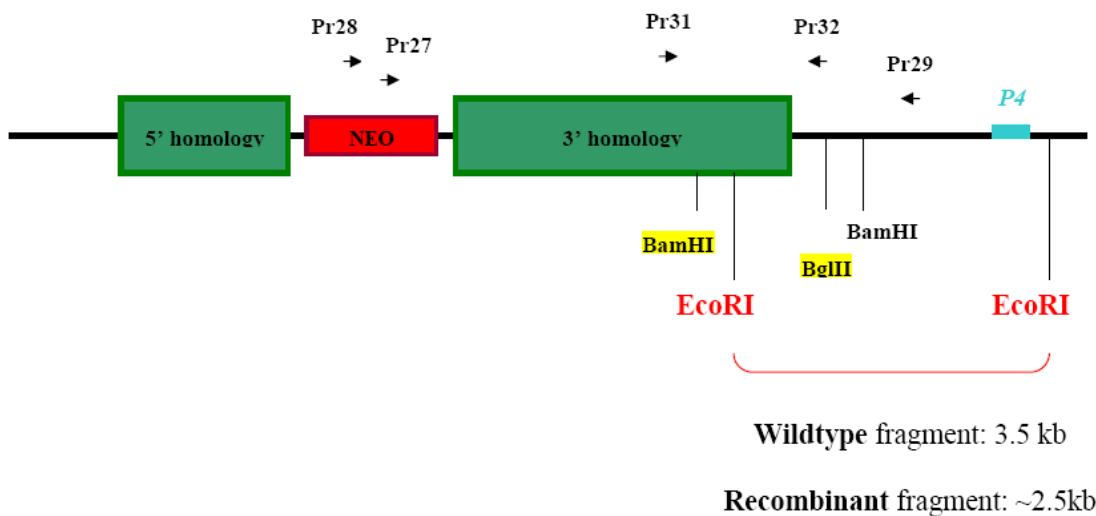 Pr28
Pr27
Pr31
Pr32
Pr29
P4
5’ homology
NEO
3’ homology
BamHI
BglII
BamHI
EcoRI
EcoRI
Wildtype fragment: 3.5 kb
Recombinant fragment: ~2.5kb